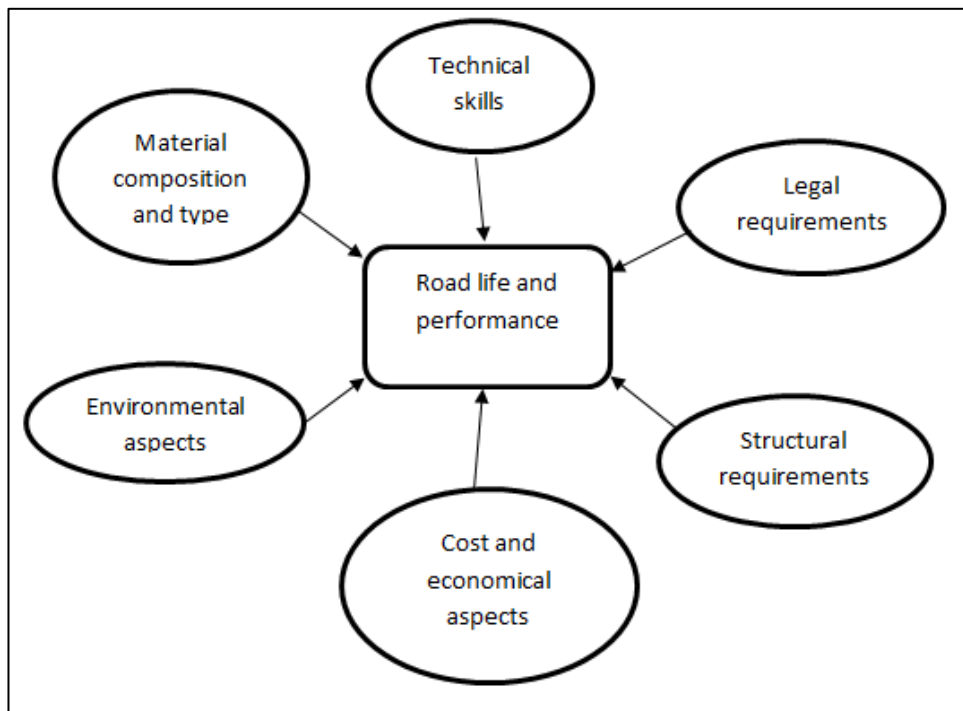 Technical
skills
Material
composition
and type
Legal
requirements
Road life and
performance
Environmental
aspects
Structural
requirements
Cost and
economical
aspects